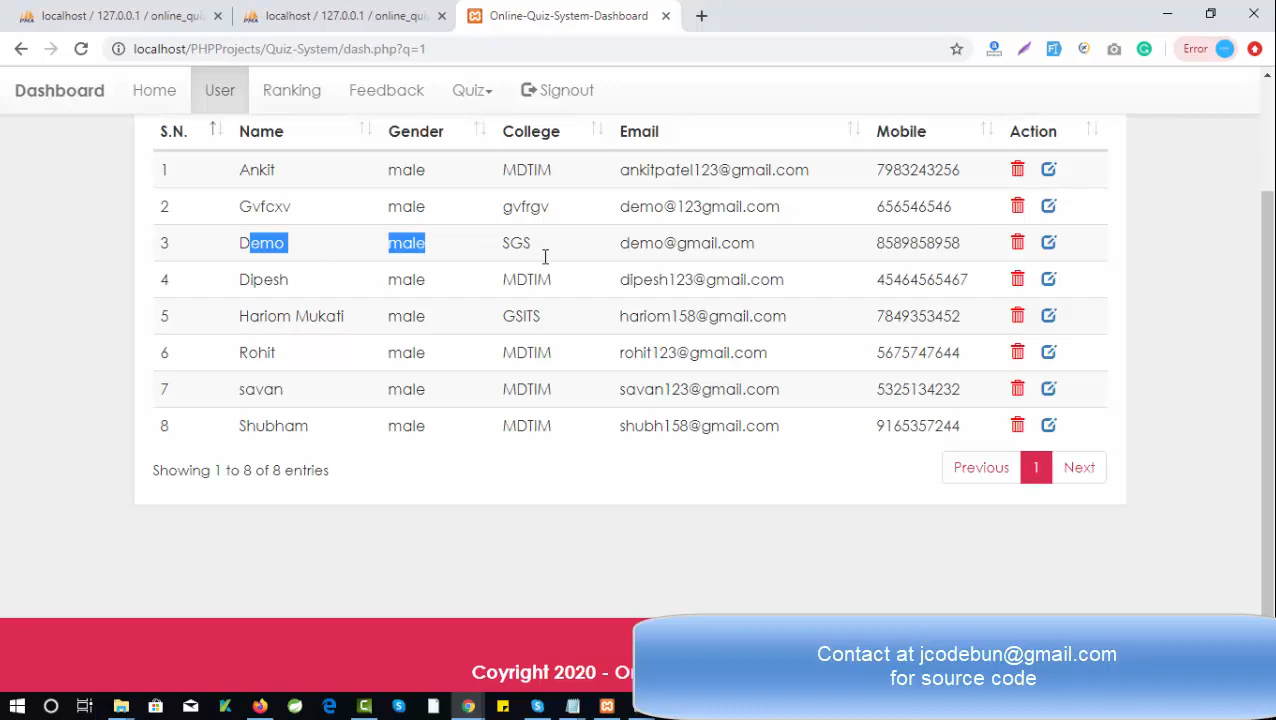 localhost / 127.0.0.1 / online_qui
localhost / 127.0.0.1 / online_qu
Online-Quiz-System-Dashboard
localhost/PHPProjects/Quiz-System/dash.php?q=1
Error
Dashboard Home User Ranking Feedback Quiz Signout
S.N. Name Gender College Email Mobile Action
1 Ankit male MDTIM ankitpatel123@gmail.com 7983243256
2 Gvfcxv male gvfrgv demo@123gmail.com 656546546
3 Demo male SGS demo@gmail.com 8589858958
4 Dipesh male MDTIM dipesh123@gmail.com 45464565467
5 Hariom Mukati male GSITS hariom158@gmail.com 7849353452
6 Rohit male MDTIM rohit123@gmail.com 5675747644
7 savan male MDTIM savan123@gmail.com 5325134232
8 Shubham male MDTIM shubh158@gmail.com 9165357244
Showing 1 to 8 of 8 entries
Previous 1 Next
Coyright 2020 - On
Contact at jcodebun@gmail.com
for source code